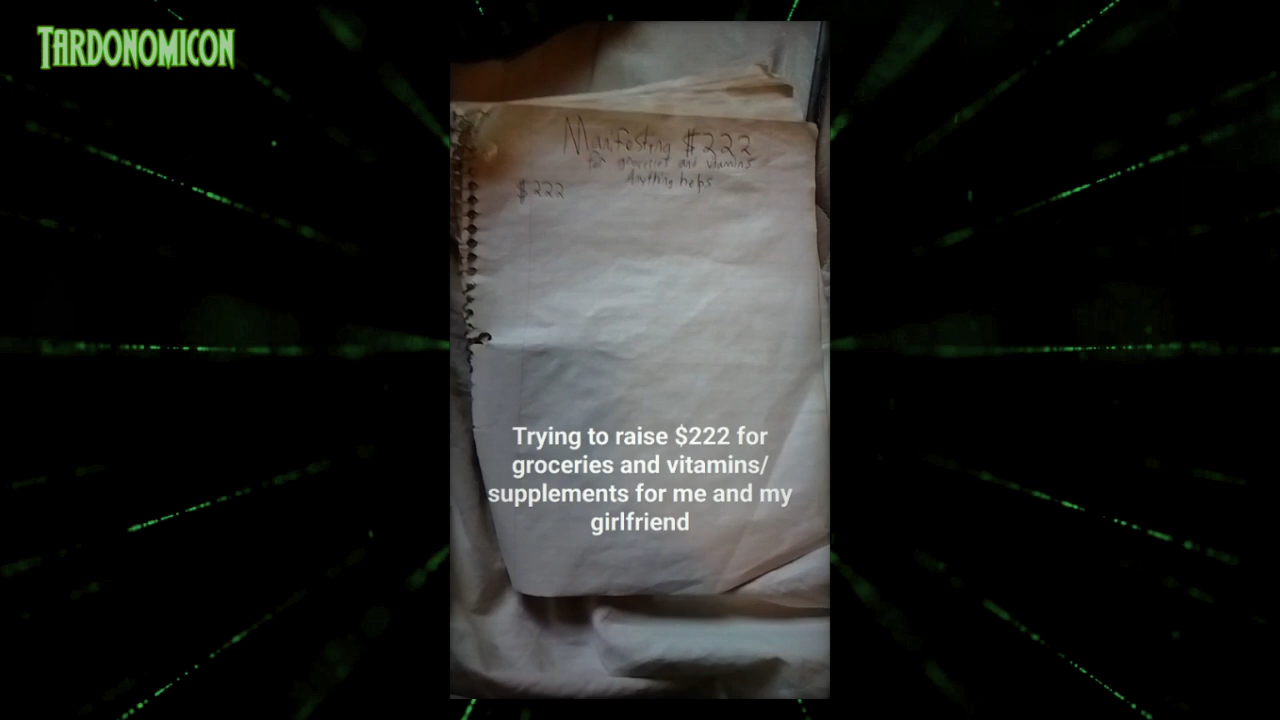 TARDONOMICON
Manfesting $222
for groceries and vitamins
Anything helps
$222
Trying to raise $222 for
groceries and vitamins/
supplements for me and my
girlfriend